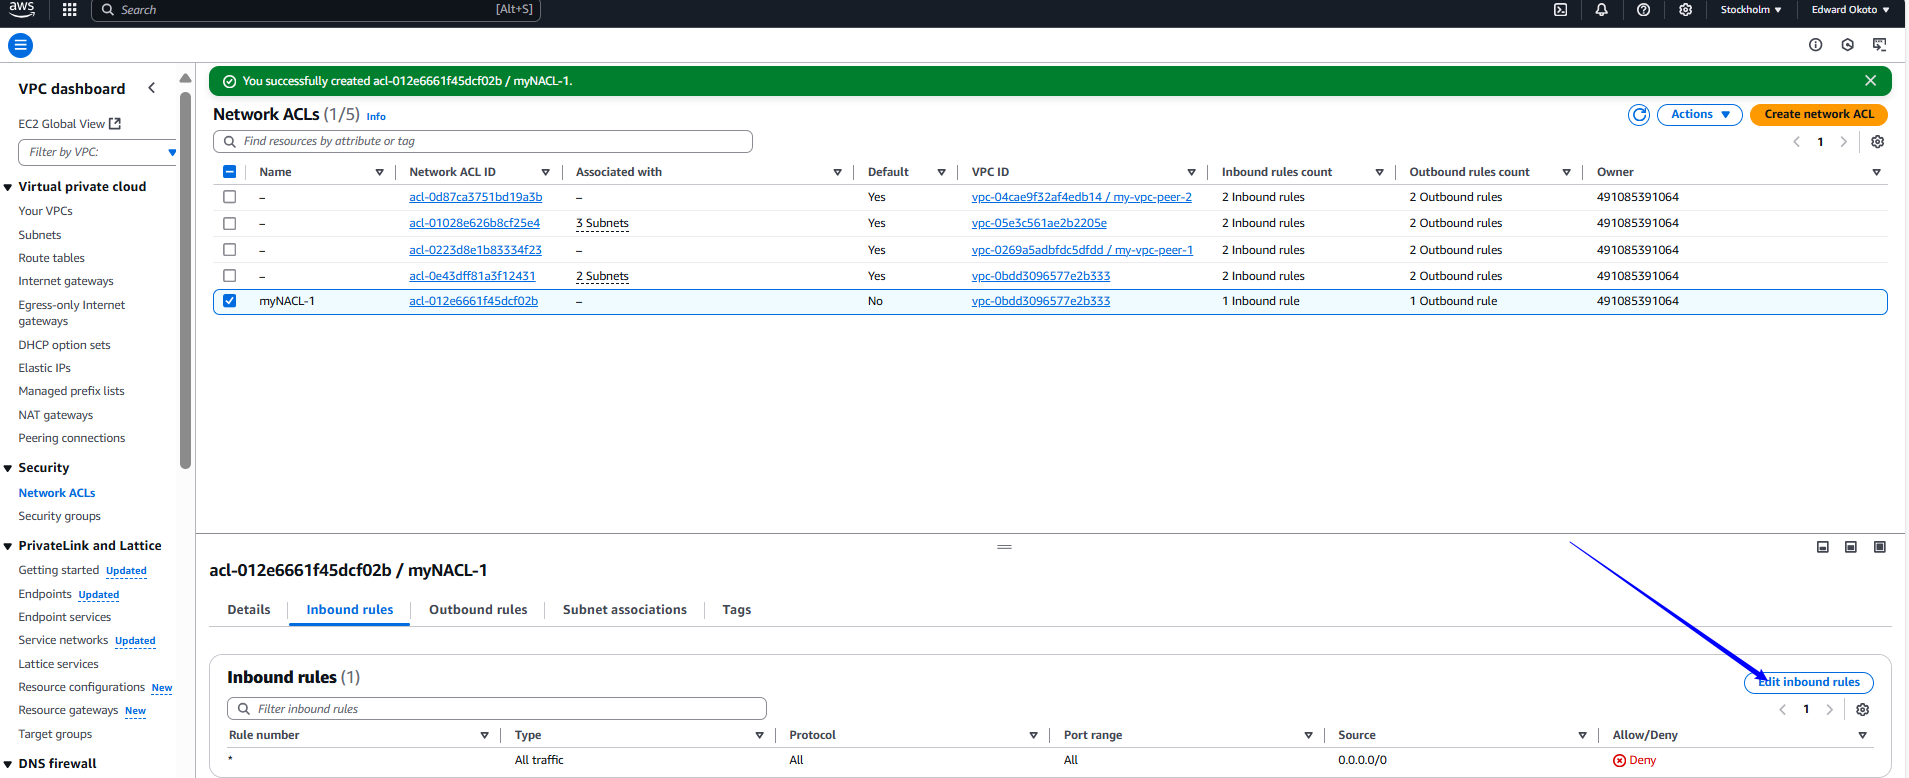 aws Search [Alt+S] Stockholm Edward Okoto
VPC dashboard
EC2 Global View
Filter by VPC:
Virtual private cloud
Your VPCs
Subnets
Route tables
Internet gateways
Egress-only Internet
gateways
DHCP option sets
Elastic IPs
Managed prefix lists
NAT gateways
Peering connections
Security
Network ACLs
Security groups
PrivateLink and Lattice
Getting started Updated
Endpoints Updated
Endpoint services
Service networks Updated
Lattice services
Resource configurations New
Resource gateways New
Target groups
DNS firewall
You successfully created acl-012e6661f45dcf02b / myNACL-1.
Network ACLs (1/5) Info Actions Create network ACL
Find resources by attribute or tag 1
Name Network ACL ID Associated with Default VPC ID Inbound rules count Outbound rules count Owner
– acl-0d87ca3751bd19a3b – Yes vpc-04cae9f32af4edb14 / my-vpc-peer-2 2 Inbound rules 2 Outbound rules 491085391064
– acl-01028e626b8cf25e4 3 Subnets Yes vpc-05e3c561ae2b2205e 2 Inbound rules 2 Outbound rules 491085391064
– acl-0223d8e1b83334f23 – Yes vpc-0269a5adbfdc5dfdd / my-vpc-peer-1 2 Inbound rules 2 Outbound rules 491085391064
– acl-0e43dff81a3f12431 2 Subnets Yes vpc-0bdd3096577e2b333 2 Inbound rules 2 Outbound rules 491085391064
myNACL-1 acl-012e6661f45dcf02b – No vpc-0bdd3096577e2b333 1 Inbound rule 1 Outbound rule 491085391064
acl-012e6661f45dcf02b / myNACL-1
Details Inbound rules Outbound rules Subnet associations Tags
Inbound rules (1) Edit inbound rules
Filter inbound rules 1
Rule number Type Protocol Port range Source Allow/Deny
* All traffic All All 0.0.0.0/0 Deny